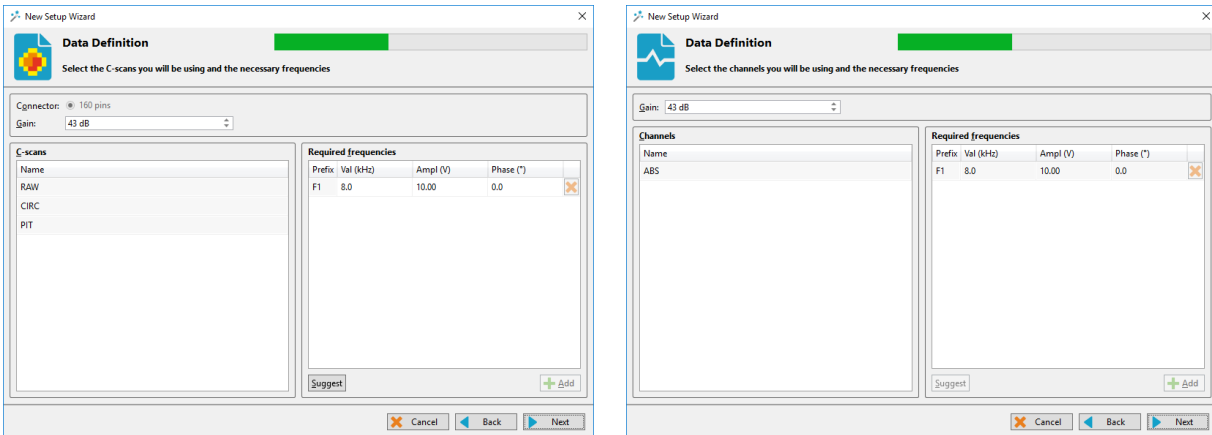 New Setup Wizard
Data Definition
Select the C-scans you will be using and the necessary frequencies
Connector: 160 pins
Gain: 43 dB
C-scans
Name
RAW
CIRC
PIT
Required frequencies
Prefix Val (kHz) Ampl (V) Phase (°)
F1 8.0 10.00 0.0
Suggest Add
Cancel Back Next
New Setup Wizard
Data Definition
Select the channels you will be using and the necessary frequencies
Gain: 43 dB
Channels
Name
ABS
Required frequencies
Prefix Val (kHz) Ampl (V) Phase (°)
F1 8.0 10.00 0.0
Suggest Add
Cancel Back Next